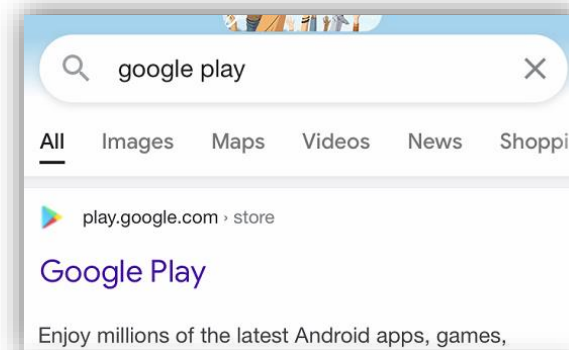 google play
All Images Maps Videos News Shoppi
play.google.com › store
Google Play
Enjoy millions of the latest Android apps, games,